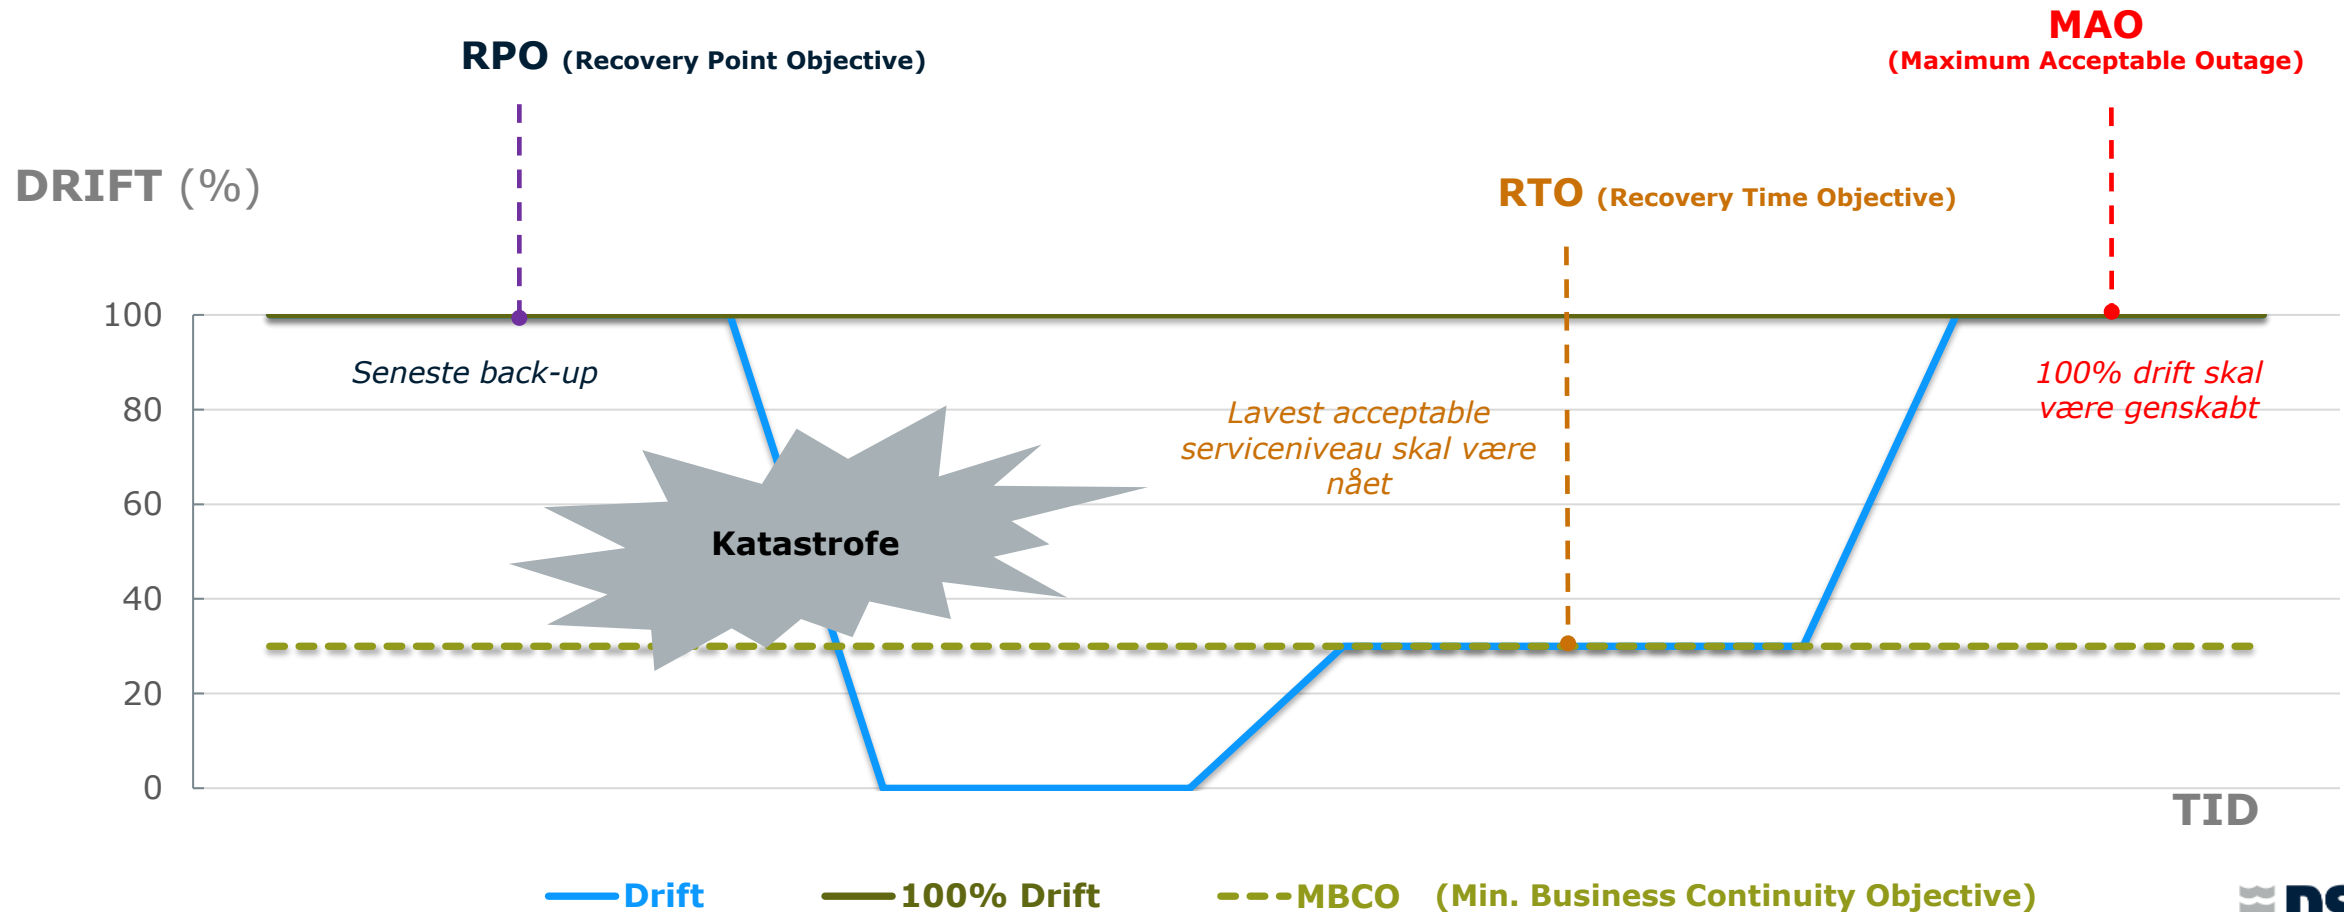 MAO
(Maximum Acceptable Outage)
RPO (Recovery Point Objective)
DRIFT (%)
RTO (Recovery Time Objective)
100
80
60
40
20
0
Seneste back-up
Katastrofe
Lavest acceptable
serviceniveau skal være
nået
100% drift skal
være genskabt
TID
Drift
100% Drift
MBCO (Min. Business Continuity Objective)